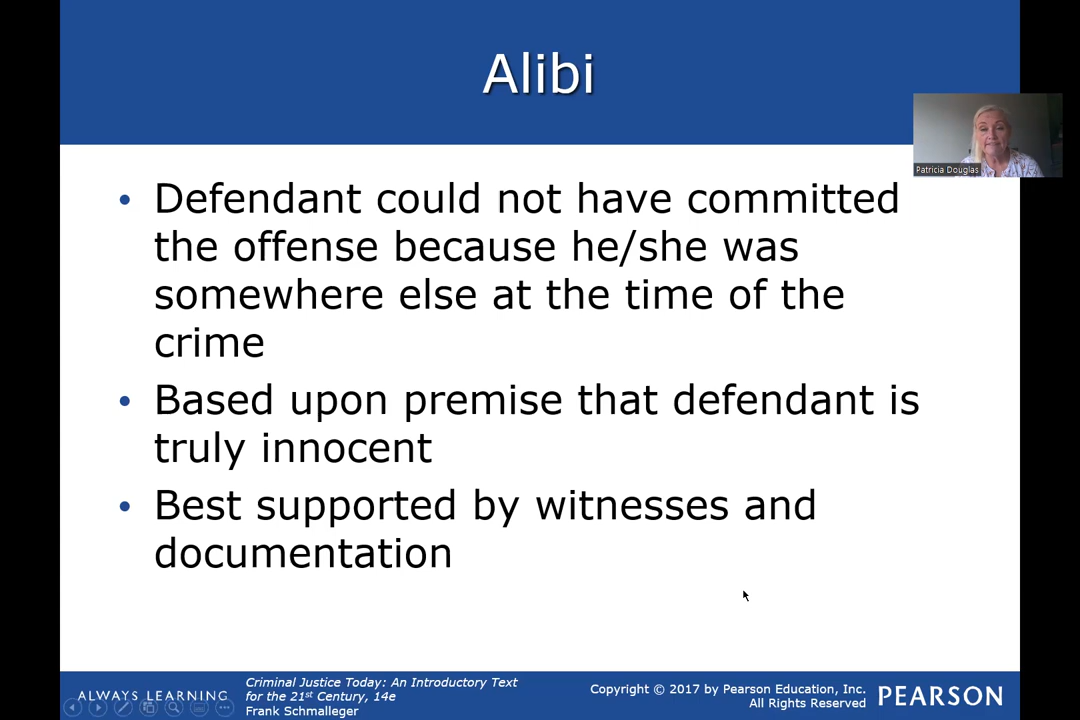 Alibi
Patricia Douglas
• Defendant could not have committed
the offense because he/she was
somewhere else at the time of the
crime
• Based upon premise that defendant is
truly innocent
• Best supported by witnesses and
documentation
ALWAYS LEARNING
Criminal Justice Today: An Introductory Text
for the 21st Century, 14e
Frank Schmalleger
Copyright © 2017 by Pearson Education, Inc.
All Rights Reserved
PEARSON